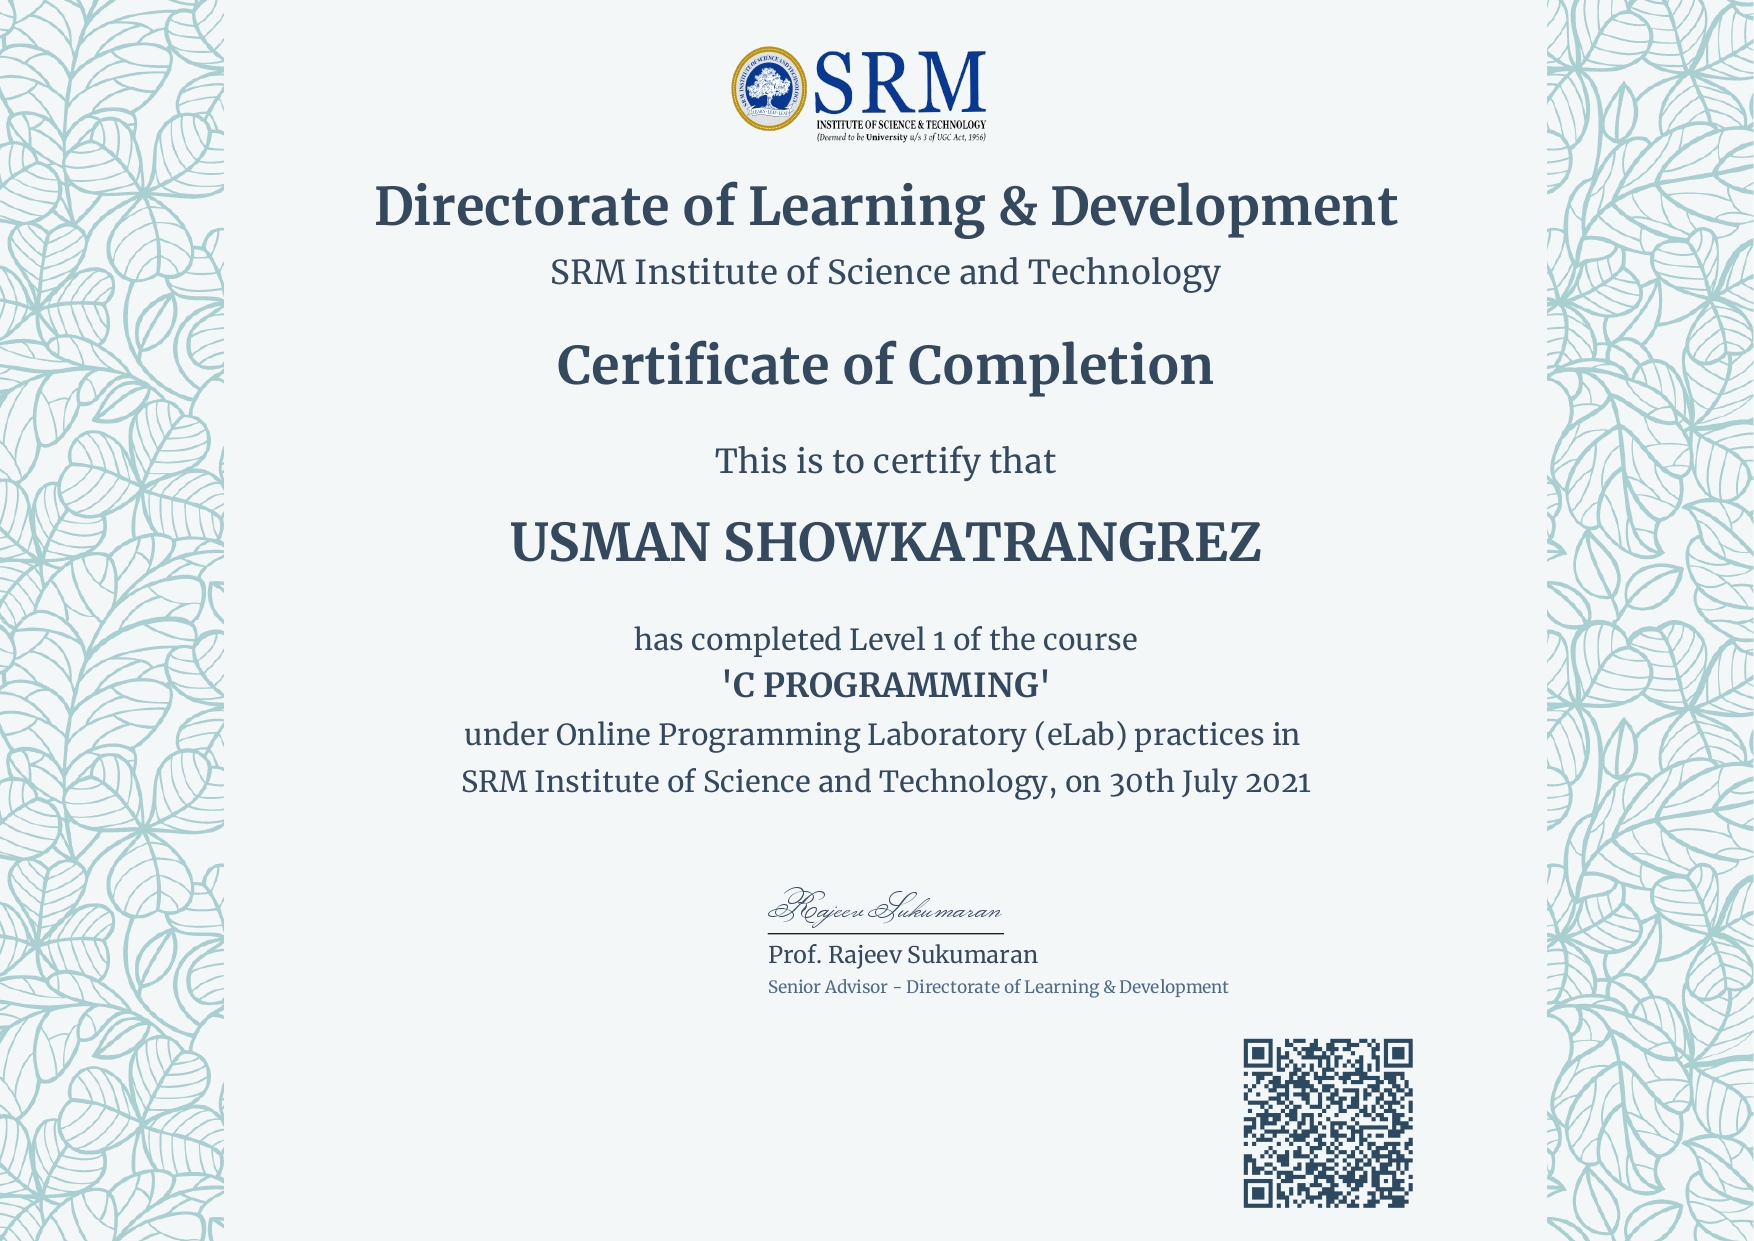 SRM
INSTITUTE OF SCIENCE & TECHNOLOGY
(Deemed to be University u/s 3 of UGC Act, 1956)
Directorate of Learning & Development
SRM Institute of Science and Technology
Certificate of Completion
This is to certify that
USMAN SHOWKATRANGREZ
has completed Level 1 of the course
'C PROGRAMMING'
under Online Programming Laboratory (eLab) practices in
SRM Institute of Science and Technology, on 30th July 2021
Rajeev Sukumaran
Prof. Rajeev Sukumaran
Senior Advisor - Directorate of Learning & Development